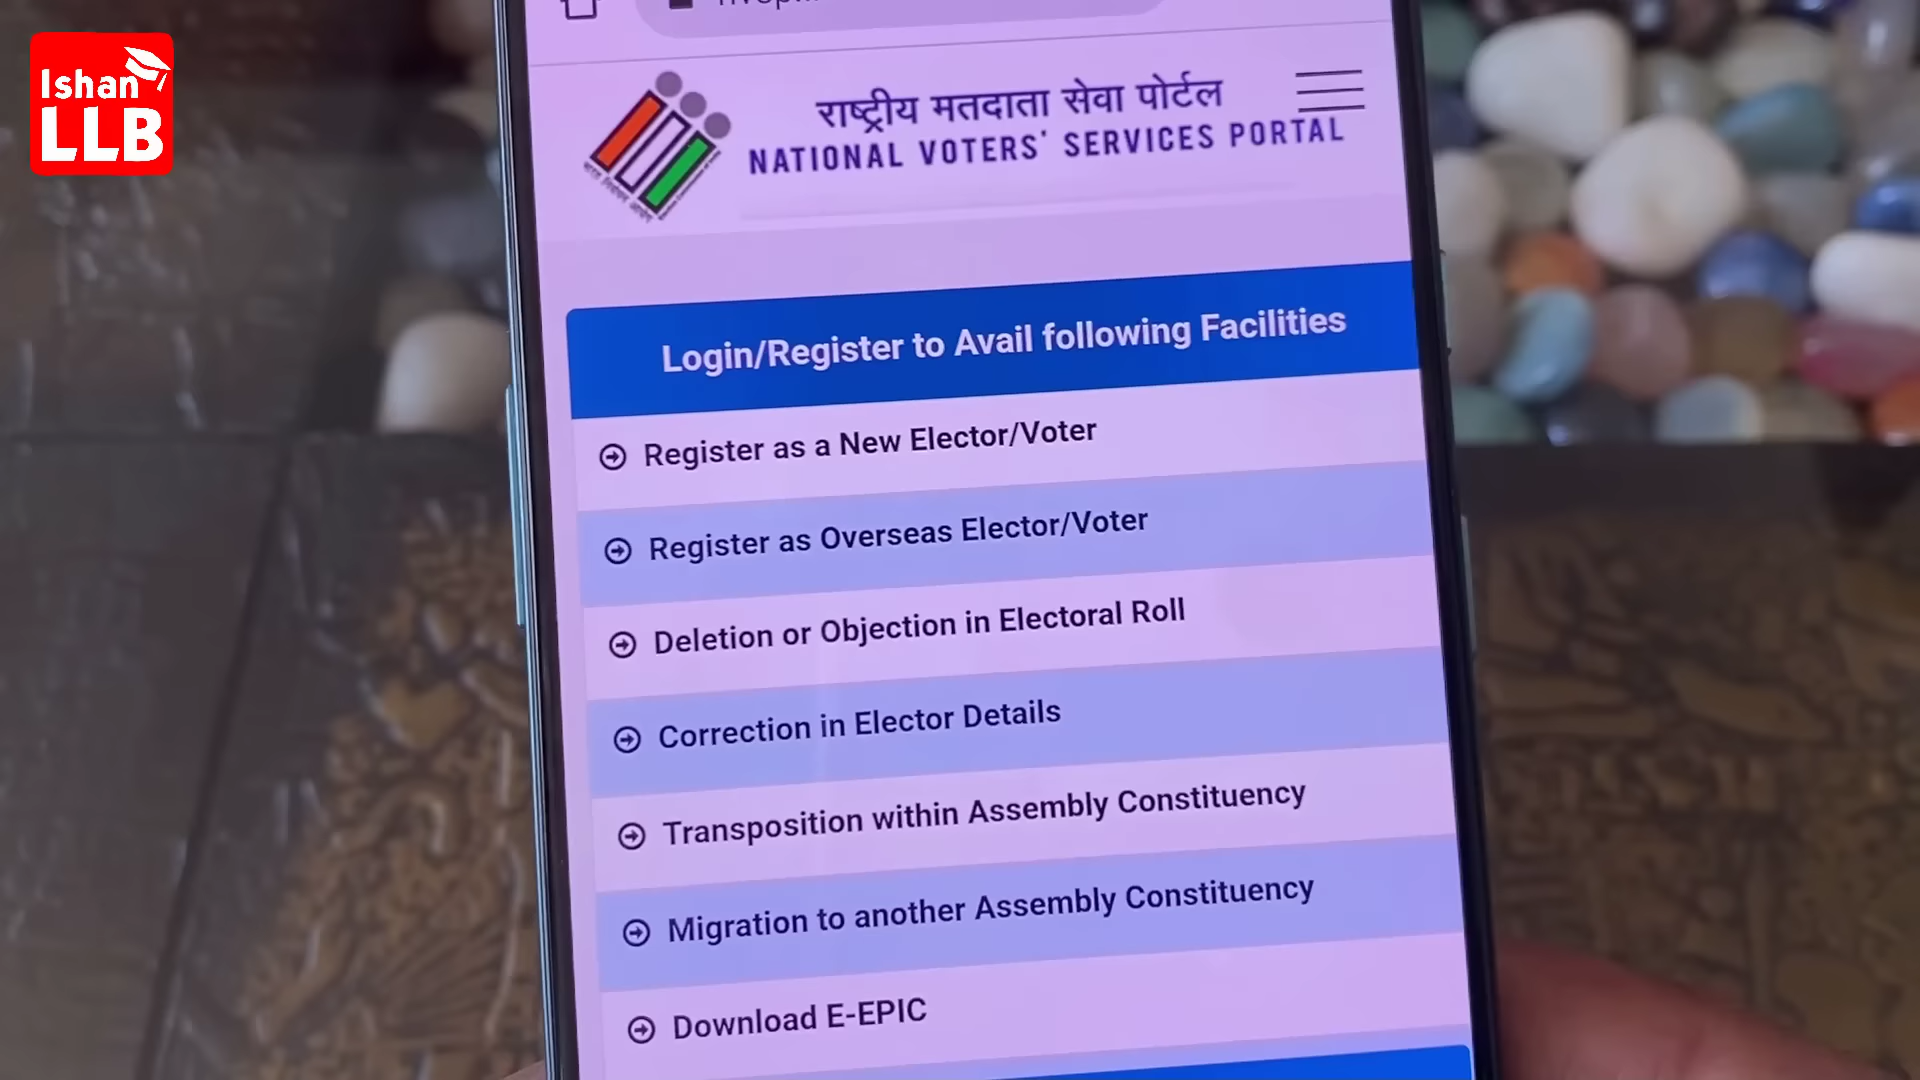 Ishan
LLB
राष्ट्रीय मतदाता सेवा पोर्टल
NATIONAL VOTERS' SERVICES PORTAL
Login/Register to Avail following Facilities
Register as a New Elector/Voter
Register as Overseas Elector/Voter
Deletion or Objection in Electoral Roll
Correction in Elector Details
Transposition within Assembly Constituency
Migration to another Assembly Constituency
Download E-EPIC